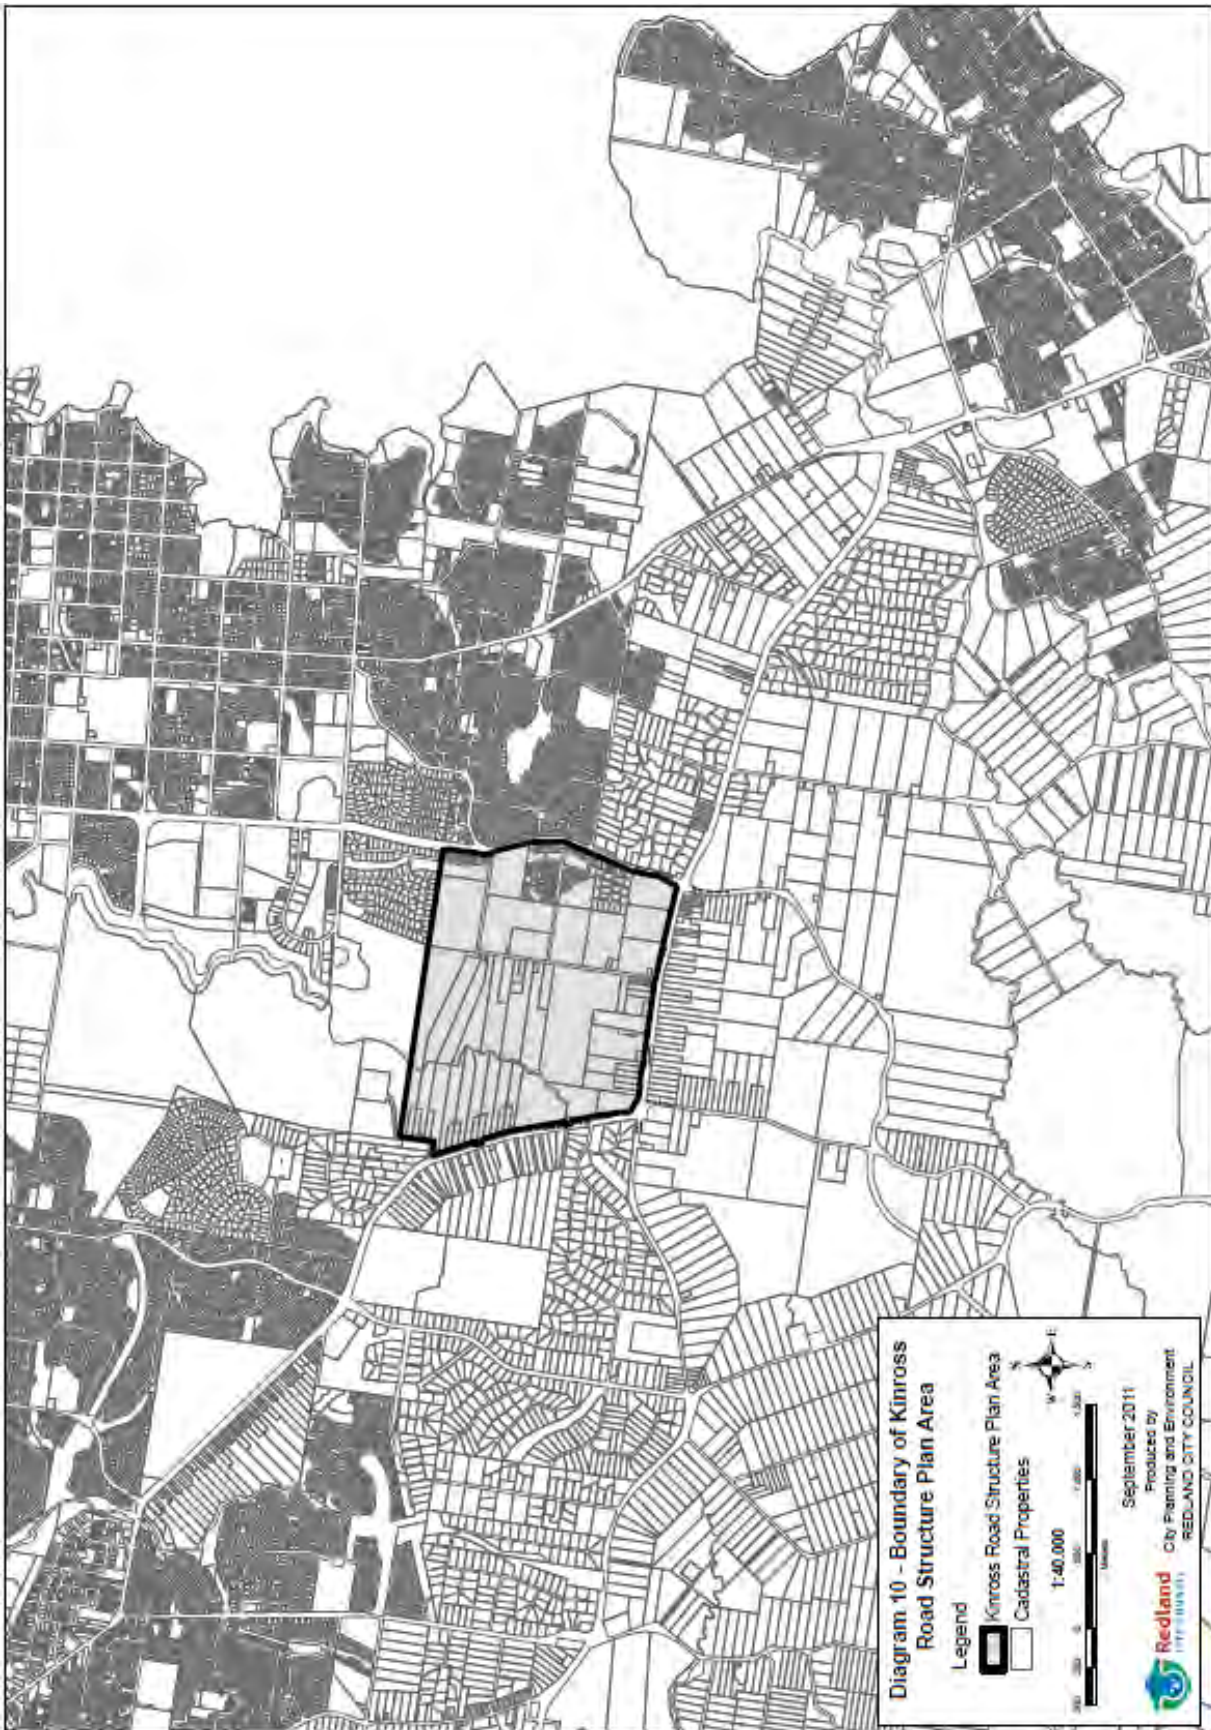 Diagram 10 - Boundary of Kinross
Road Structure Plan Area
Legend
Kinross Road Structure Plan Area
Cadastral Properties
1:40,000
W
E
September 2011
Produced by
City Planning and Environment
REDLAND CITY COUNCIL
Redland